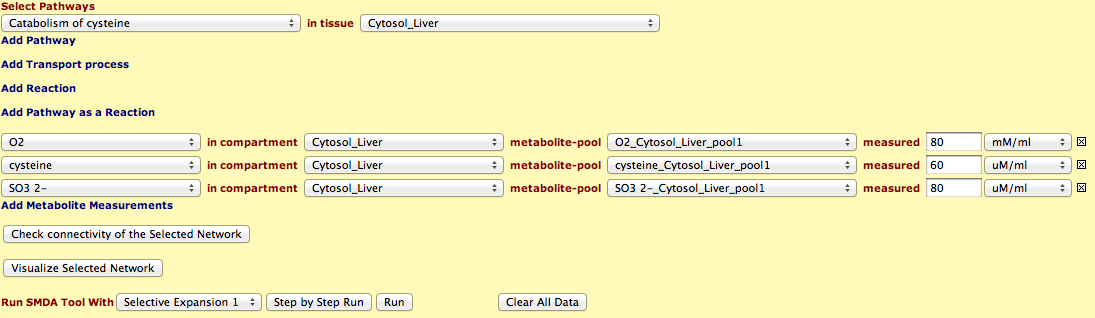 Select Pathways
Catabolism of cysteine in tissue Cytosol_Liver
Add Pathway
Add Transport process
Add Reaction
Add Pathway as a Reaction
O2 in compartment Cytosol_Liver metabolite-pool O2_Cytosol_Liver_pool1 measured 80 mM/ml
cysteine in compartment Cytosol_Liver metabolite-pool cysteine_Cytosol_Liver_pool1 measured 60 uM/ml
SO3 2- in compartment Cytosol_Liver metabolite-pool SO3 2-_Cytosol_Liver_pool1 measured 80 uM/ml
Add Metabolite Measurements
Check connectivity of the Selected Network
Visualize Selected Network
Run SMDA Tool With Selective Expansion 1 Step by Step Run Run Clear All Data